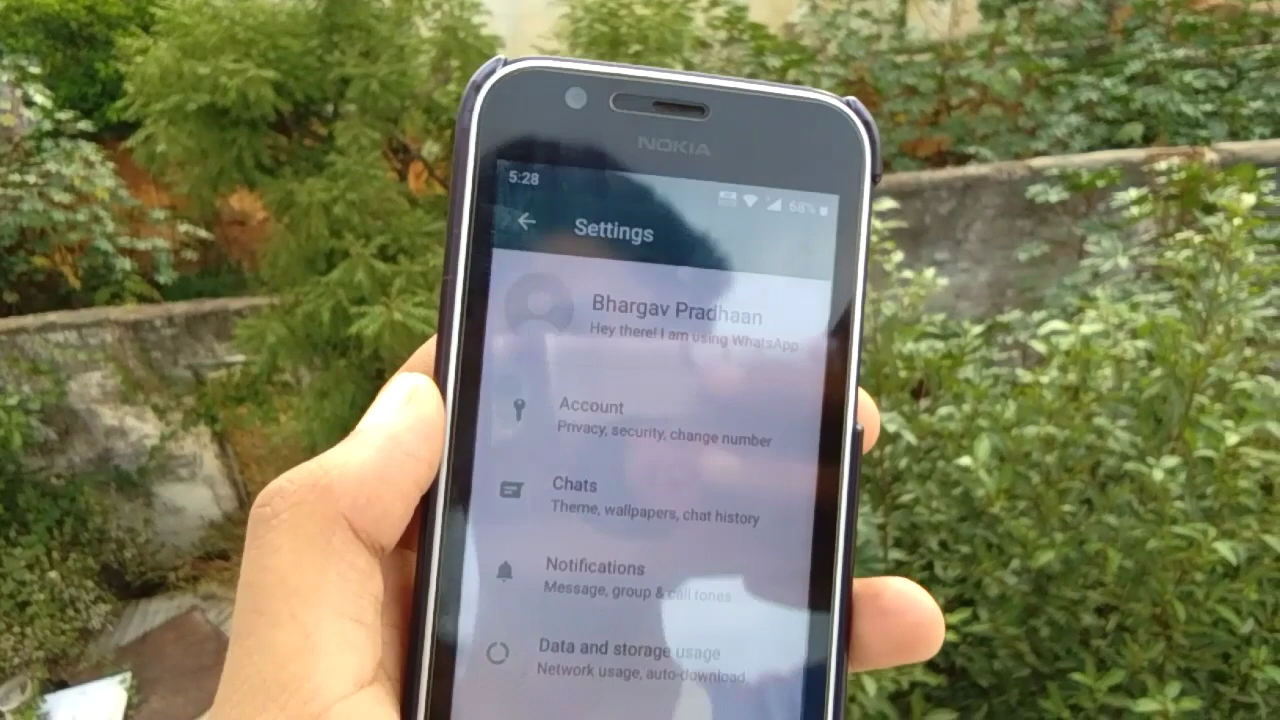 NOKIA
5:28
68%
Settings
Bhargav Pradhaan
Hey there! I am using WhatsApp
Account
Privacy, security, change number
Chats
Theme, wallpapers, chat history
Notifications
Message, group & call tones
Data and storage usage
Network usage, auto-download